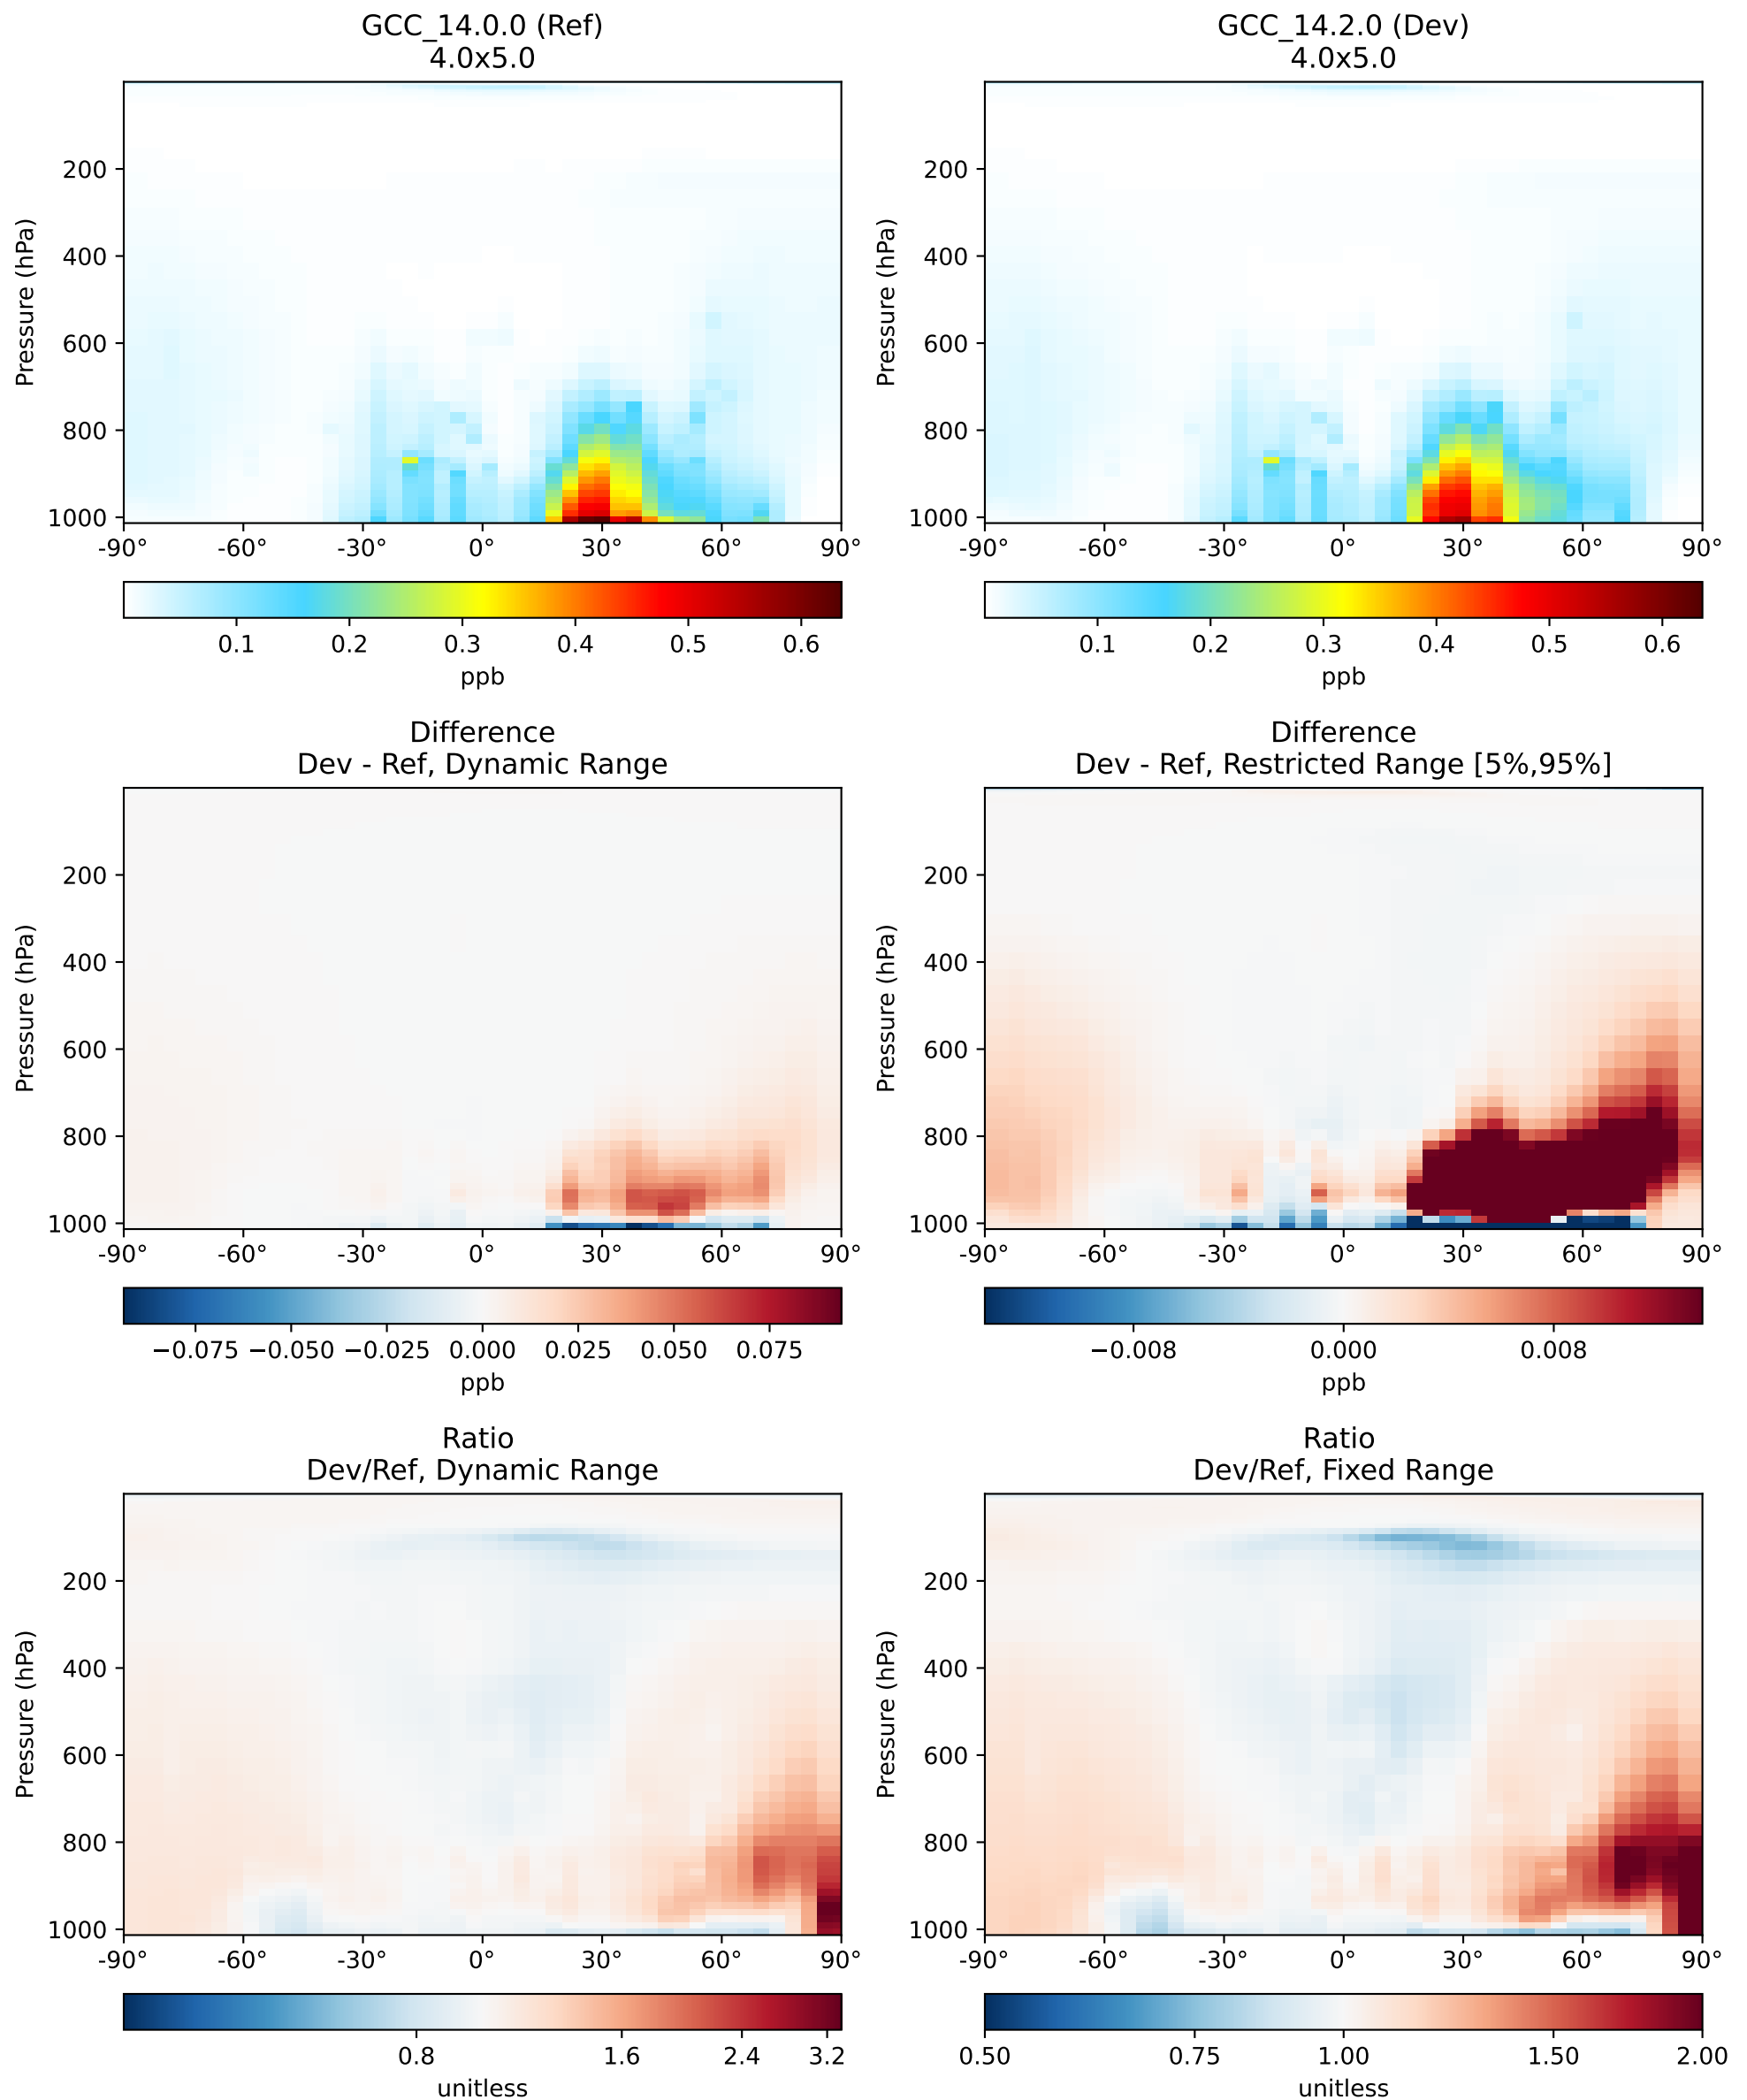 GCC_14.0.0 (Ref)
4.0x5.0
Pressure (hPa)
200
400
600
800
1000
-90° -60° -30° 0° 30° 60° 90°
0.1 0.2 0.3 0.4 0.5 0.6
ppb
GCC_14.2.0 (Dev)
4.0x5.0
Pressure (hPa)
200
400
600
800
1000
-90° -60° -30° 0° 30° 60° 90°
0.1 0.2 0.3 0.4 0.5 0.6
ppb
Difference
Dev - Ref, Dynamic Range
Pressure (hPa)
200
400
600
800
1000
-90° -60° -30° 0° 30° 60° 90°
−0.075 −0.050 −0.025 0.000 0.025 0.050 0.075
ppb
Difference
Dev - Ref, Restricted Range [5%,95%]
Pressure (hPa)
200
400
600
800
1000
-90° -60° -30° 0° 30° 60° 90°
−0.008 0.000 0.008
ppb
Ratio
Dev/Ref, Dynamic Range
Pressure (hPa)
200
400
600
800
1000
-90° -60° -30° 0° 30° 60° 90°
0.8 1.6 2.4 3.2
unitless
Ratio
Dev/Ref, Fixed Range
Pressure (hPa)
200
400
600
800
1000
-90° -60° -30° 0° 30° 60° 90°
0.50 0.75 1.00 1.50 2.00
unitless